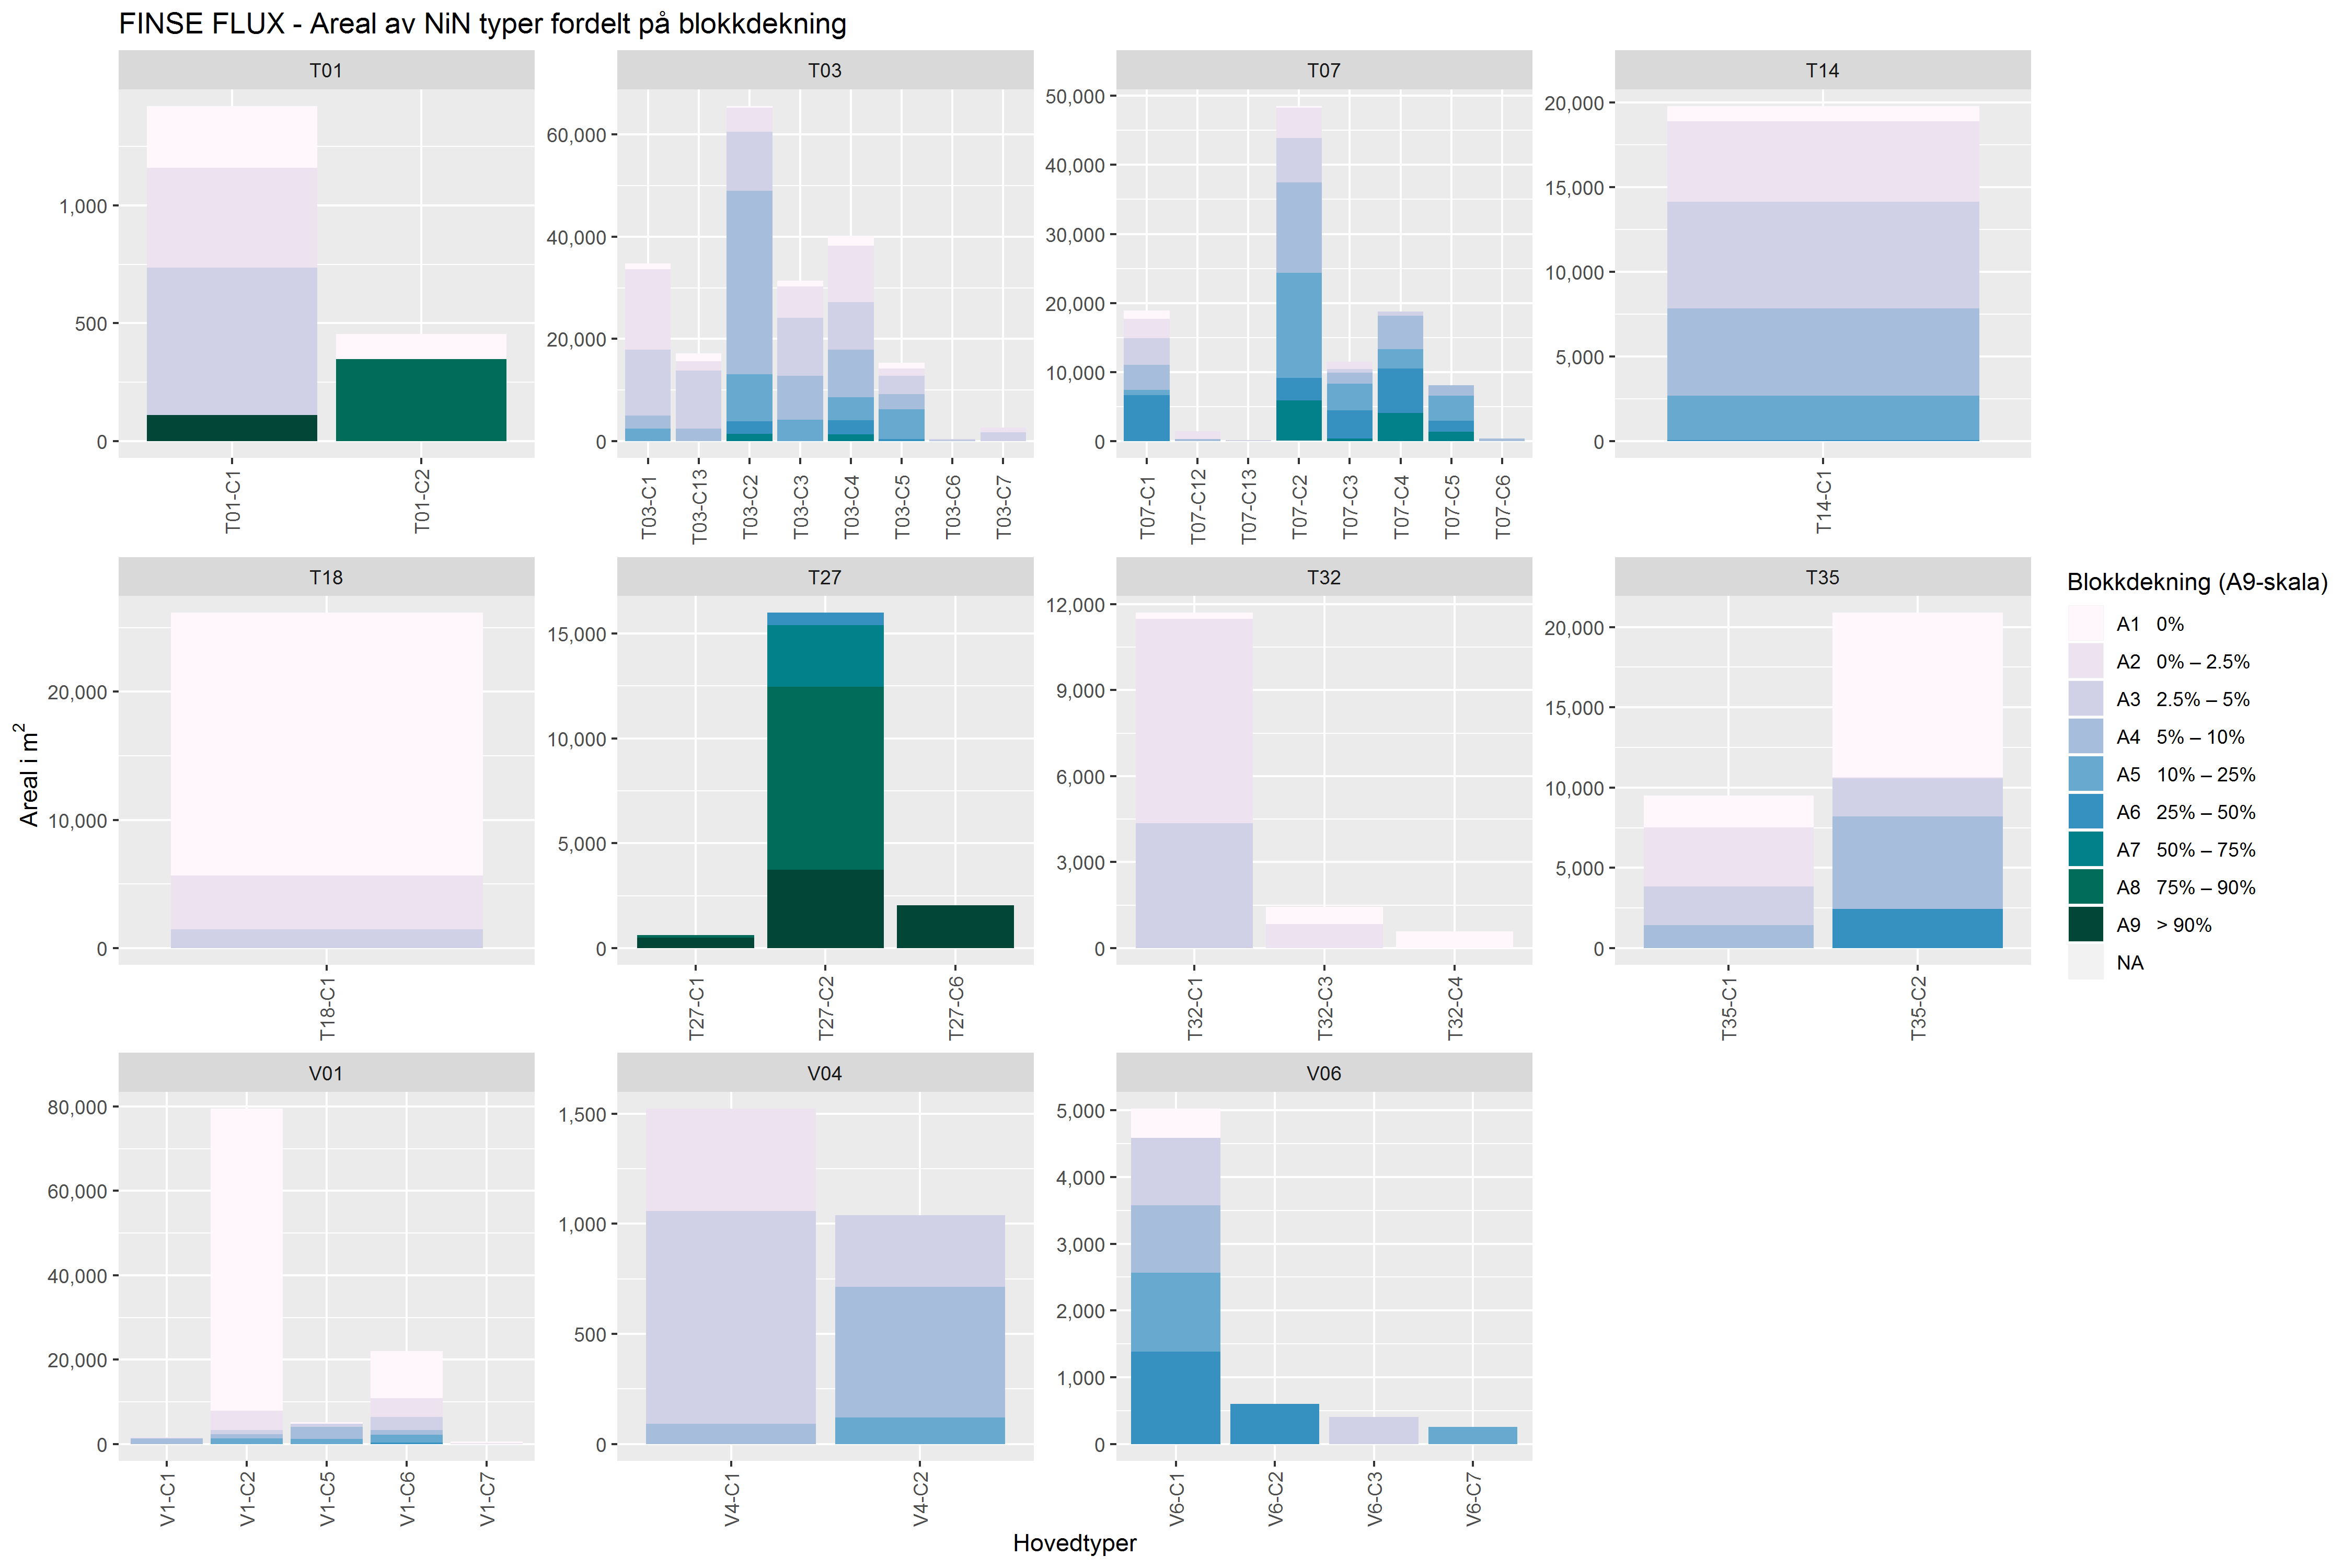 FINSE FLUX - Areal av NiN typer fordelt på blokkdekning
T01
T03
T07
T14
1,000
500
0
T01-C1
T01-C2
60,000
40,000
20,000
0
T03-C1
T03-C13
T03-C2
T03-C3
T03-C4
T03-C5
T03-C6
T03-C7
50,000
40,000
30,000
20,000
10,000
0
T07-C1
T07-C12
T07-C13
T07-C2
T07-C3
T07-C4
T07-C5
T07-C6
20,000
15,000
10,000
5,000
0
T14-C1
T18
T27
T32
T35
Areal i m²
20,000
10,000
0
T18-C1
15,000
10,000
5,000
0
T27-C1
T27-C2
T27-C6
12,000
9,000
6,000
3,000
0
T32-C1
T32-C3
T32-C4
20,000
15,000
10,000
5,000
0
T35-C1
T35-C2
Blokkdekning (A9-skala)
A1 0%
A2 0% – 2.5%
A3 2.5% – 5%
A4 5% – 10%
A5 10% – 25%
A6 25% – 50%
A7 50% – 75%
A8 75% – 90%
A9 > 90%
NA
V01
V04
V06
80,000
60,000
40,000
20,000
0
V1-C1
V1-C2
V1-C5
V1-C6
V1-C7
1,500
1,000
500
0
V4-C1
V4-C2
5,000
4,000
3,000
2,000
1,000
0
V6-C1
V6-C2
V6-C3
V6-C7
Hovedtyper